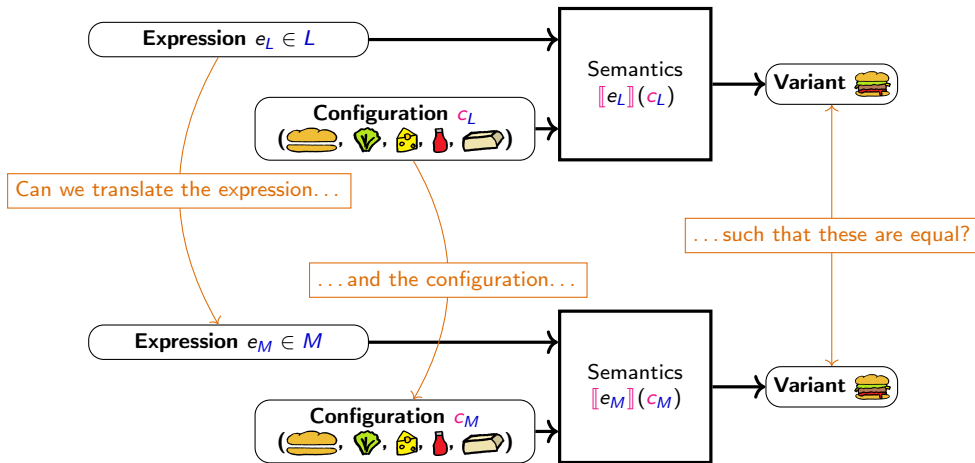 Expression e_L ∈ L
Configuration c_L
( , , , , )
Semantics
⟦e_L⟧(c_L)
Variant
Can we translate the expression…
…and the configuration…
…such that these are equal?
Expression e_M ∈ M
Configuration c_M
( , , , , )
Semantics
⟦e_M⟧(c_M)
Variant